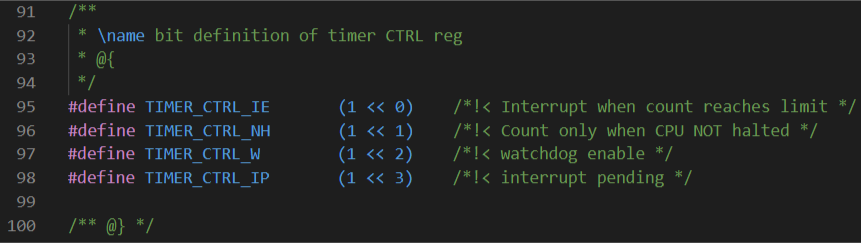 91 /**
92  * \name bit definition of timer CTRL reg
93  * @{
94  */
95 #define TIMER_CTRL_IE       (1 << 0)    /*!< Interrupt when count reaches limit */
96 #define TIMER_CTRL_NH       (1 << 1)    /*!< Count only when CPU NOT halted */
97 #define TIMER_CTRL_W        (1 << 2)    /*!< watchdog enable */
98 #define TIMER_CTRL_IP       (1 << 3)    /*!< interrupt pending */
99
100 /** @} */